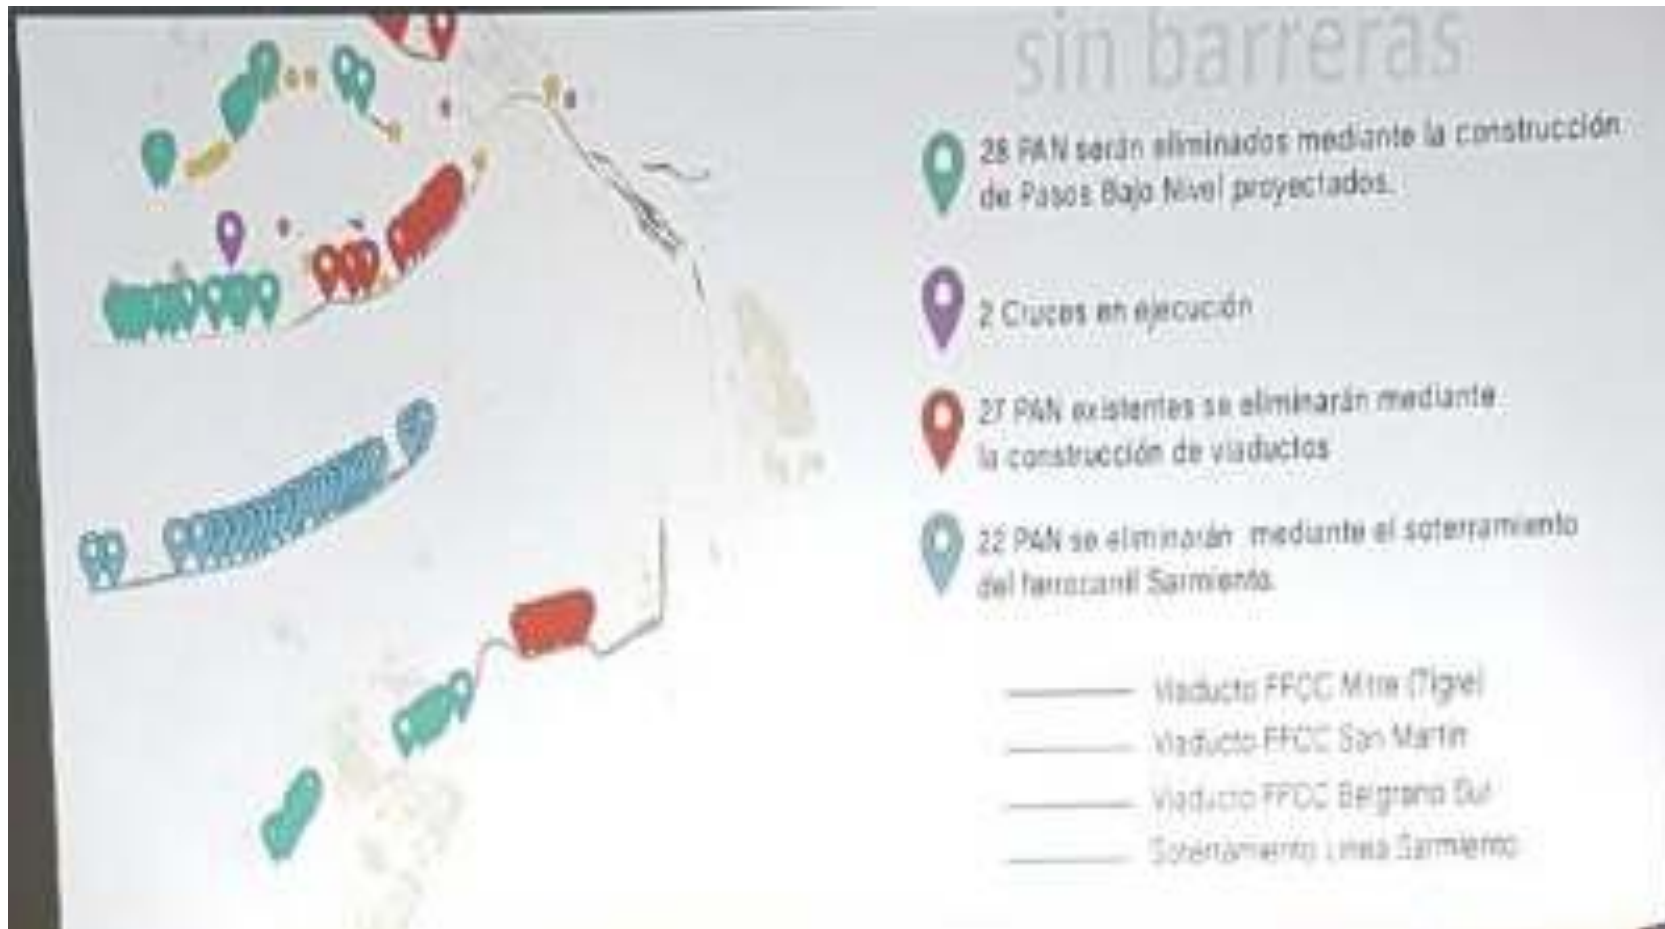 sin barreras
28 PAN serán eliminados mediante la construcción
de Pasos Bajo Nivel proyectados.
2 Cruces en ejecución
27 PAN existentes se eliminarán mediante
la construcción de viaductos
22 PAN se eliminarán mediante el soterramiento
del ferrocarril Sarmiento.
Viaducto FFCC Mitre (Tigre)
Viaducto FFCC San Martín
Viaducto FFCC Belgrano Sur
Soterramiento Línea Sarmiento